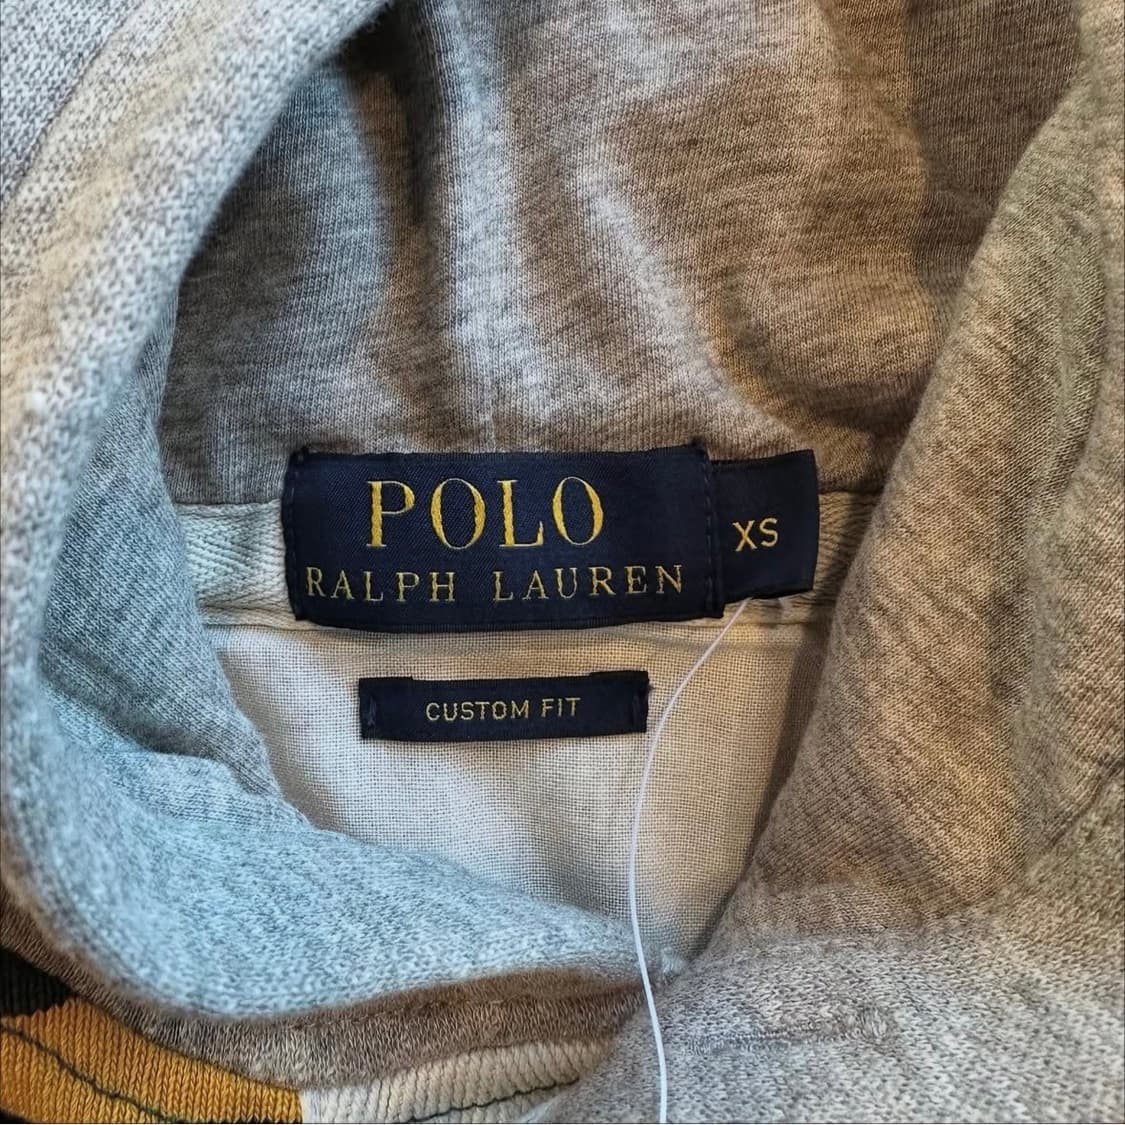 POLO
RALPH LAUREN
XS
CUSTOM FIT